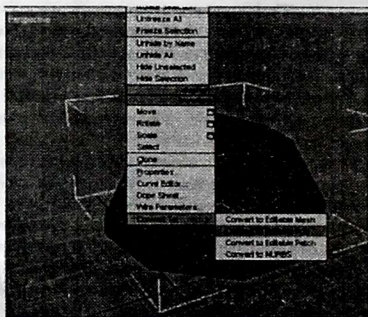 Perspective
Unfreeze All
Freeze Selection
Unhide by Name
Unhide All
Hide Unselected
Hide Selection
Move
Rotate
Scale
Select
Clone
Properties...
Curve Editor...
Dope Sheet...
Wire Parameters...
Convert to Editable Mesh
Convert to Editable Patch
Convert to NURBS